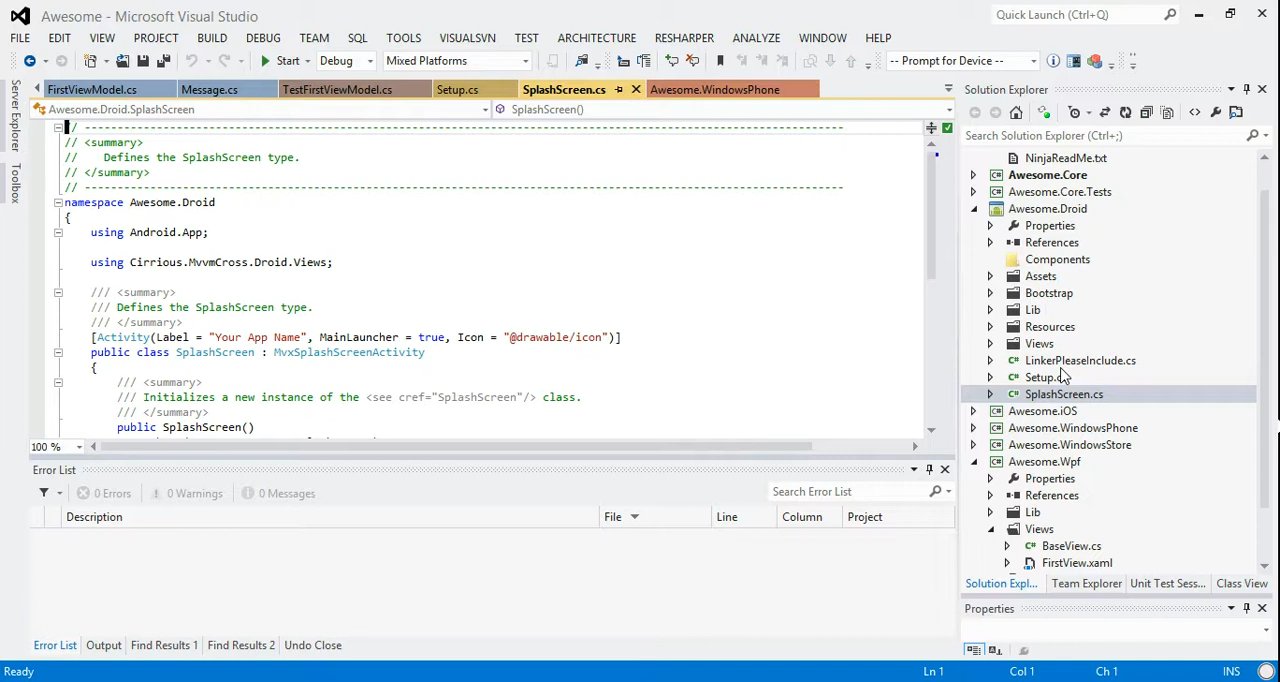 Awesome - Microsoft Visual Studio
Quick Launch (Ctrl+Q)
FILE EDIT VIEW PROJECT BUILD DEBUG TEAM SQL TOOLS VISUALSVN TEST ARCHITECTURE RESHARPER ANALYZE WINDOW HELP
Start Debug Mixed Platforms -- Prompt for Device --
FirstViewModel.cs Message.cs TestFirstViewModel.cs Setup.cs SplashScreen.cs Awesome.WindowsPhone
Awesome.Droid.SplashScreen SplashScreen()
Server Explorer
Toolbox
// ------------------------------------------------------------------------------------
// <summary>
//    Defines the SplashScreen type.
// </summary>
// ------------------------------------------------------------------------------------
namespace Awesome.Droid
{
using Android.App;
using Cirrious.MvvmCross.Droid.Views;
/// <summary>
/// Defines the SplashScreen type.
/// </summary>
[Activity(Label = "Your App Name", MainLauncher = true, Icon = "@drawable/icon")]
public class SplashScreen : MvxSplashScreenActivity
{
/// <summary>
/// Initializes a new instance of the <see cref="SplashScreen"/> class.
/// </summary>
public SplashScreen()
100 %
Error List
0 Errors 0 Warnings 0 Messages
Search Error List
Description File Line Column Project
Error List Output Find Results 1 Find Results 2 Undo Close
Solution Explorer
Search Solution Explorer (Ctrl+;)
NinjaReadMe.txt
Awesome.Core
Awesome.Core.Tests
Awesome.Droid
Properties
References
Components
Assets
Bootstrap
Lib
Resources
Views
LinkerPleaseInclude.cs
SplashScreen.cs
Awesome.iOS
Awesome.WindowsPhone
Awesome.WindowsStore
Awesome.Wpf
Properties
References
Lib
Views
BaseView.cs
FirstView.xaml
Solution Expl... Team Explorer Unit Test Sess... Class View
Properties
Ready Ln 1 Col 1 Ch 1 INS